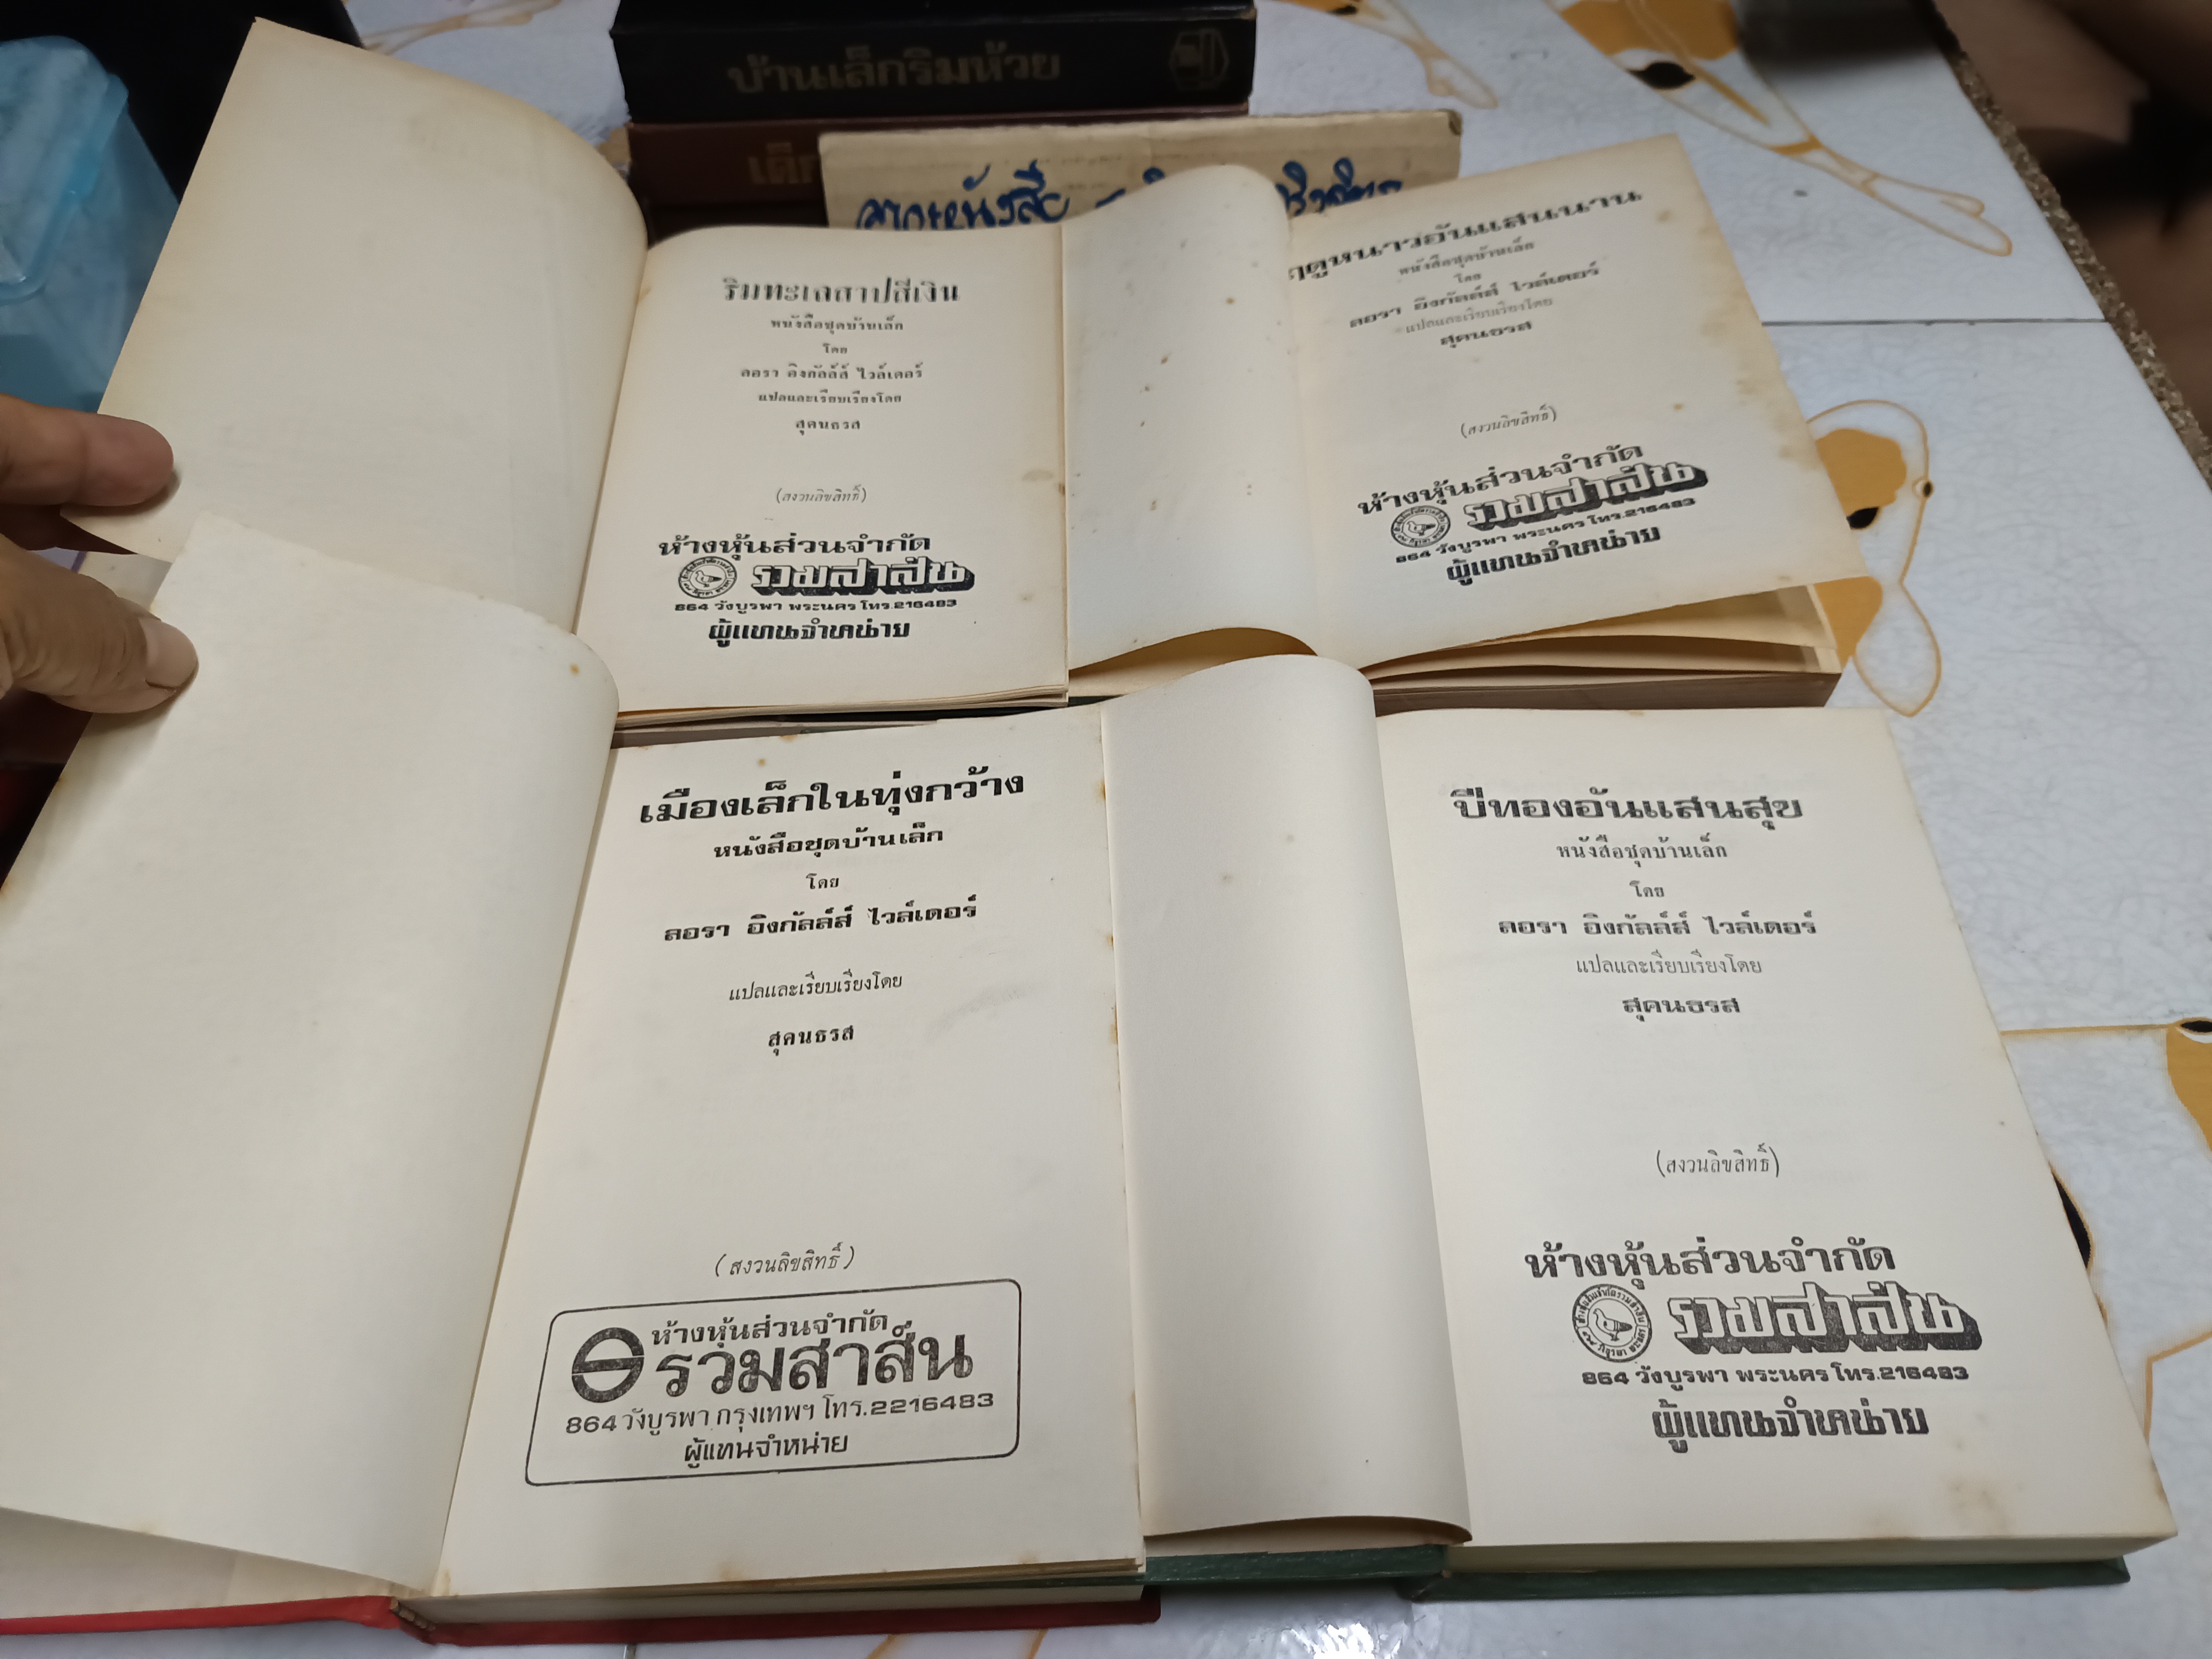 บ้านเล็กริมห้วย
เด็ก
หนังสือ
ริมทะเลสาปสีเงิน
หนังสือชุดบ้านเล็ก
โดย
ลอรา อิงกัลล์ส์ ไวล์เดอร์
แปลและเรียบเรียงโดย
สุคนธรส
(สงวนลิขสิทธิ์)
ห้างหุ้นส่วนจำกัด
รวมสาส์น
864 วังบูรพา พระนคร โทร.216483
ผู้แทนจำหน่าย
ฤดูหนาวอันแสนนาน
หนังสือชุดบ้านเล็ก
โดย
ลอรา อิงกัลล์ส์ ไวล์เดอร์
แปลและเรียบเรียงโดย
สุคนธรส
(สงวนลิขสิทธิ์)
ห้างหุ้นส่วนจำกัด
รวมสาส์น
864 วังบูรพา พระนคร โทร.216483
ผู้แทนจำหน่าย
เมืองเล็กในทุ่งกว้าง
หนังสือชุดบ้านเล็ก
โดย
ลอรา อิงกัลล์ส์ ไวล์เดอร์
แปลและเรียบเรียงโดย
สุคนธรส
(สงวนลิขสิทธิ์)
ห้างหุ้นส่วนจำกัด
รวมสาส์น
864 วังบูรพา กรุงเทพฯ โทร.2216483
ผู้แทนจำหน่าย
ปีทองอันแสนสุข
หนังสือชุดบ้านเล็ก
โดย
ลอรา อิงกัลล์ส์ ไวล์เดอร์
แปลและเรียบเรียงโดย
สุคนธรส
(สงวนลิขสิทธิ์)
ห้างหุ้นส่วนจำกัด
รวมสาส์น
864 วังบูรพา พระนคร โทร.216483
ผู้แทนจำหน่าย